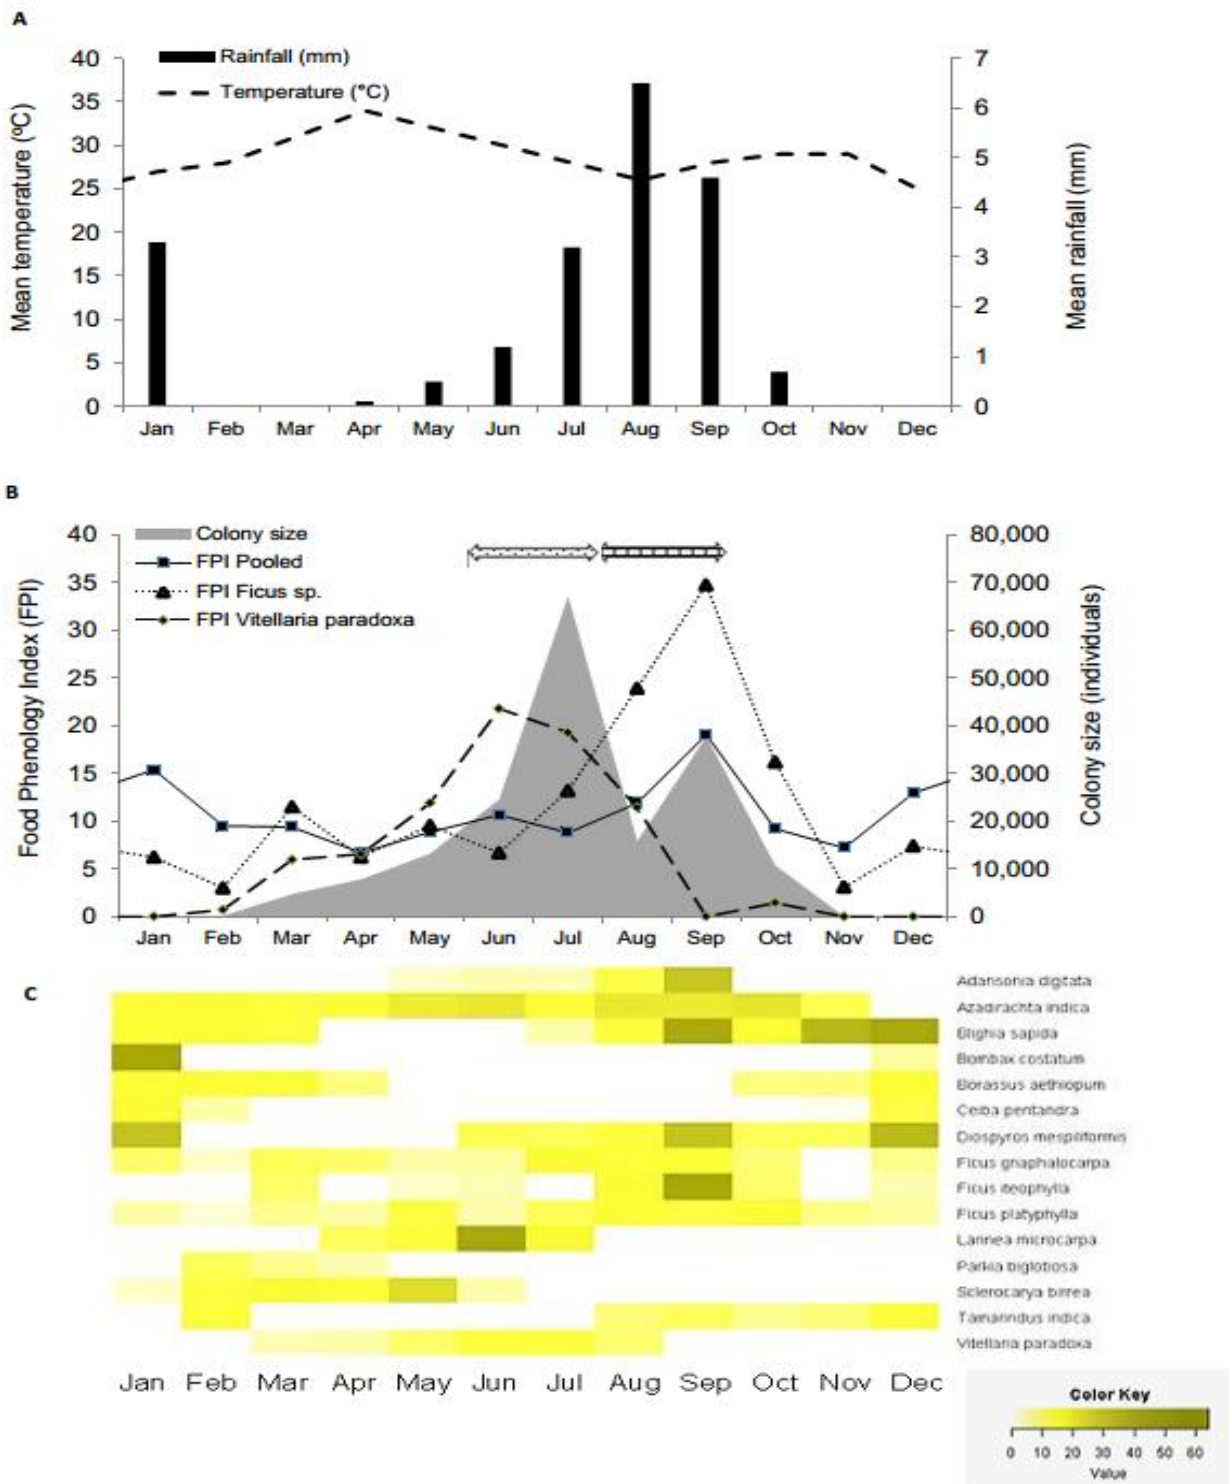 A
Rainfall (mm)
Temperature (°C)
Mean temperature (ºC)
40
35
30
25
20
15
10
5
0
Mean rainfall (mm)
7
6
5
4
3
2
1
0
Jan Feb Mar Apr May Jun Jul Aug Sep Oct Nov Dec
B
Colony size
FPI Pooled
FPI Ficus sp.
FPI Vitellaria paradoxa
Food Phenology Index (FPI)
40
35
30
25
20
15
10
5
0
Colony size (individuals)
80,000
70,000
60,000
50,000
40,000
30,000
20,000
10,000
0
Jan Feb Mar Apr May Jun Jul Aug Sep Oct Nov Dec
C
Adansonia digitata
Azadirachta indica
Blighia sapida
Bombax costatum
Borassus aethiopum
Ceiba pentandra
Diospyros mespiliformis
Ficus gnaphalocarpa
Ficus iteophylla
Ficus platyphylla
Lannea microcarpa
Parkia biglobosa
Sclerocarya birrea
Tamarindus indica
Vitellaria paradoxa
Jan Feb Mar Apr May Jun Jul Aug Sep Oct Nov Dec
Color Key
0 10 20 30 40 50 60
Value